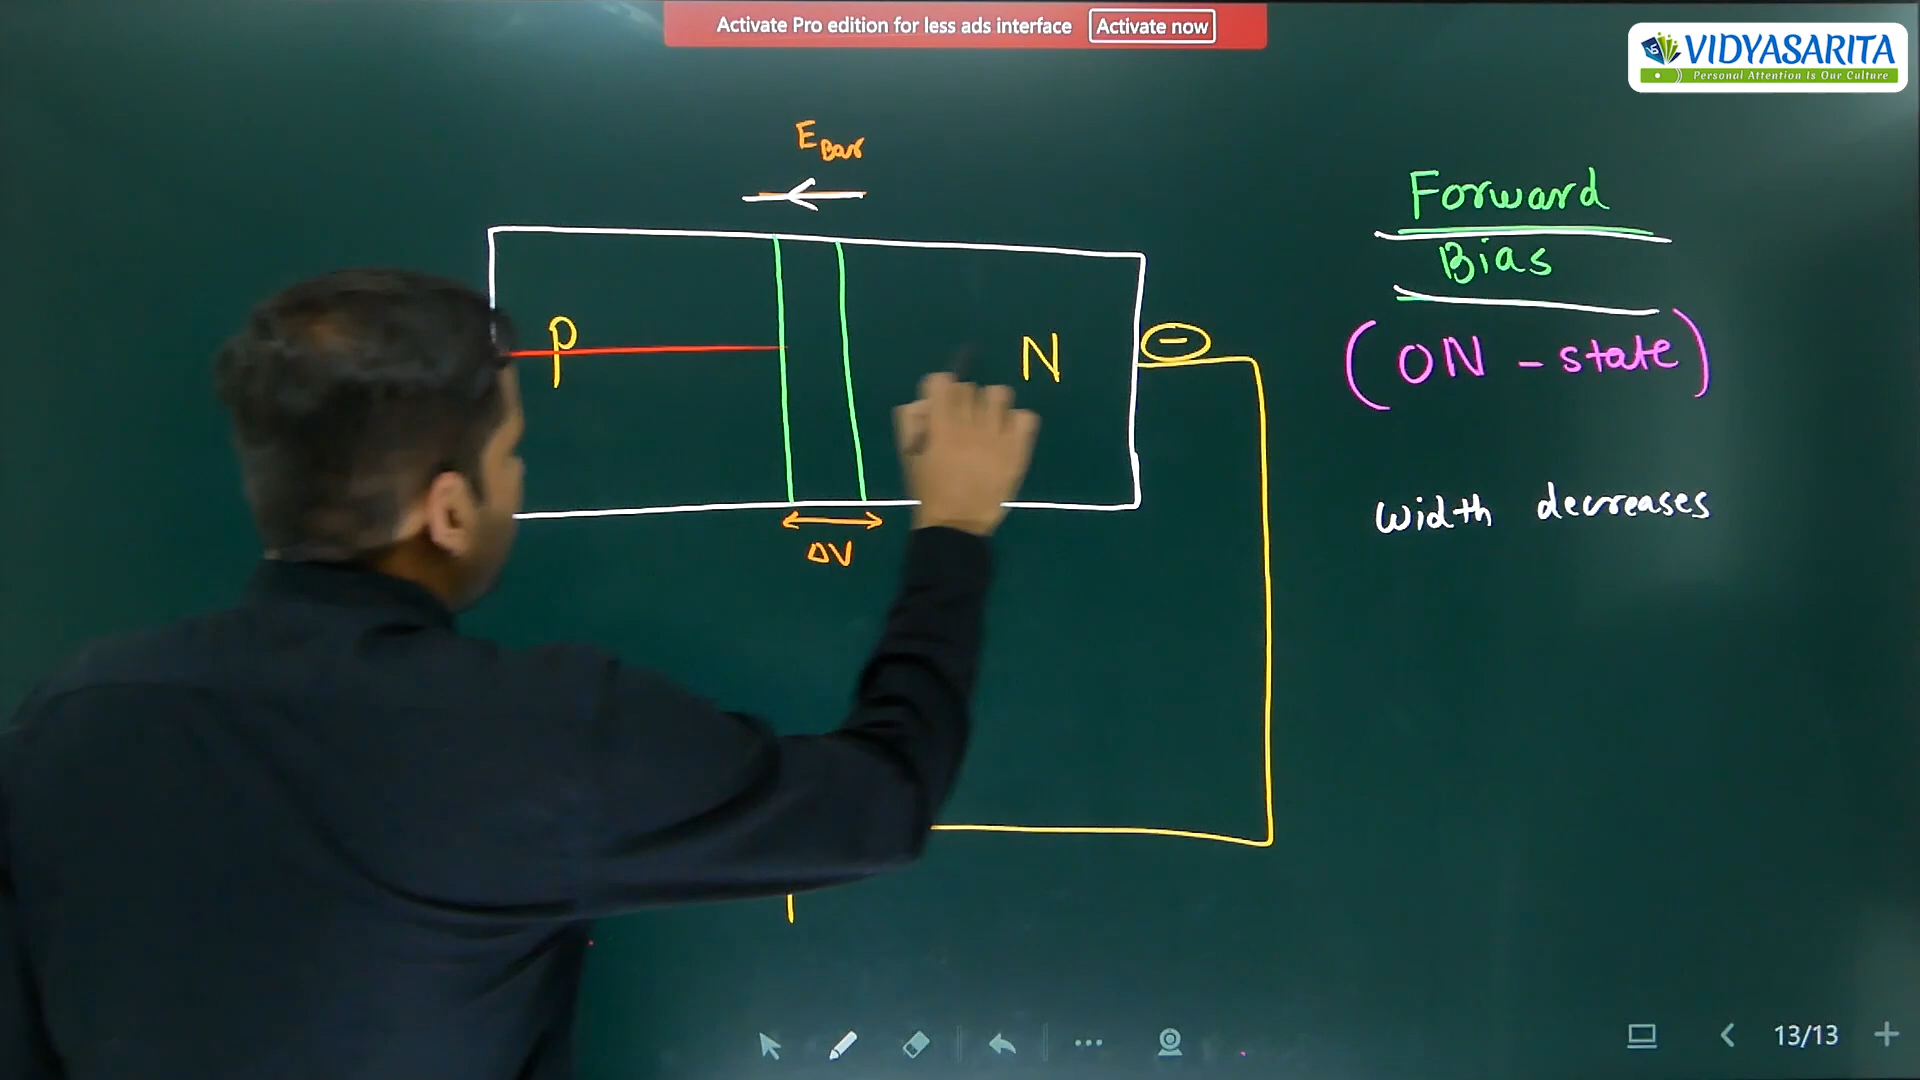 Activate Pro edition for less ads interface Activate now
VIDYASARITA
Personal Attention Is Our Culture
E Bar
Forward
Bias
(ON - state)
P
N
-
width decreases
ΔV
13/13